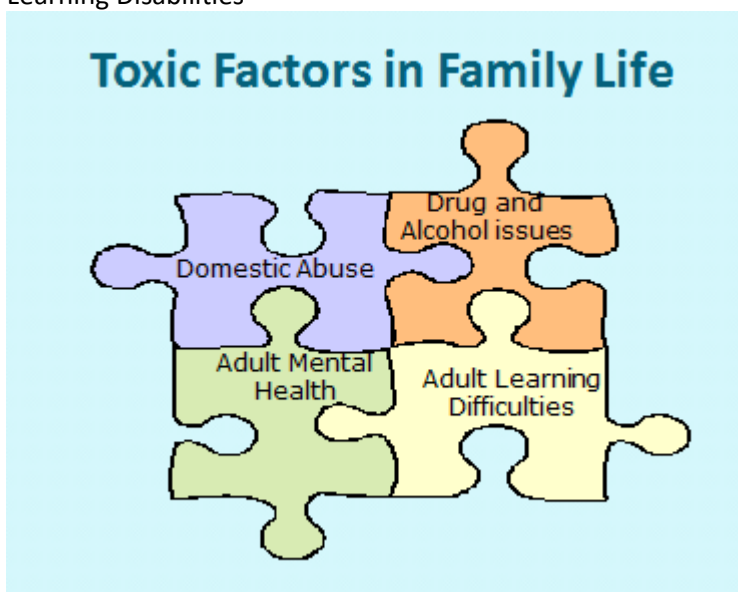 Learning Disabilities
Toxic Factors in Family Life
Drug and
Alcohol issues
Domestic Abuse
Adult Mental
Health
Adult Learning
Difficulties